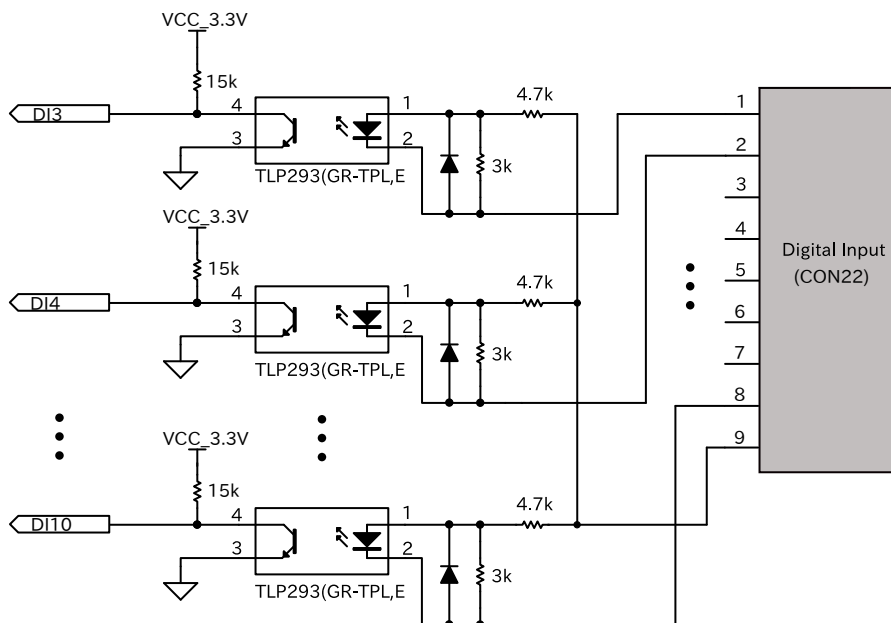 VCC_3.3V
15k
DI3
4
3
1
2
TLP293(GR-TPL,E
4.7k
3k
VCC_3.3V
15k
DI4
4
3
1
2
TLP293(GR-TPL,E
4.7k
3k
VCC_3.3V
15k
DI10
4
3
1
2
TLP293(GR-TPL,E
4.7k
3k
1
2
3
4
5
6
7
8
9
Digital Input
(CON22)